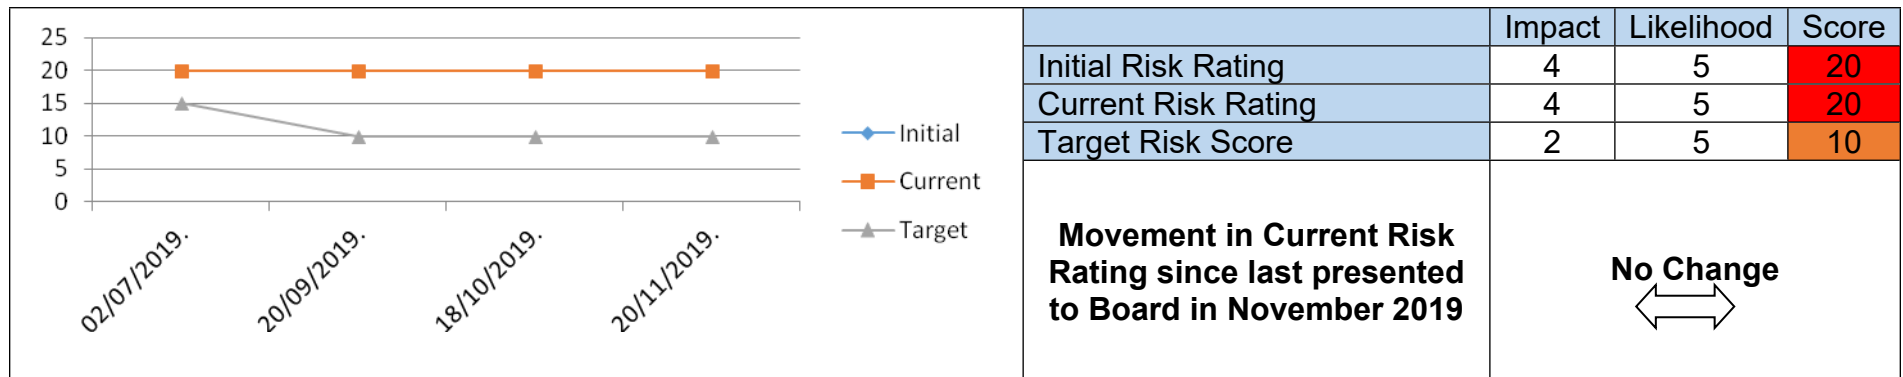 25
20
15
10
5
0
02/07/2019.
20/09/2019.
18/10/2019.
20/11/2019.
Initial
Current
Target
Impact Likelihood Score
Initial Risk Rating 4 5 20
Current Risk Rating 4 5 20
Target Risk Score 2 5 10
Movement in Current Risk
Rating since last presented
to Board in November 2019
No Change